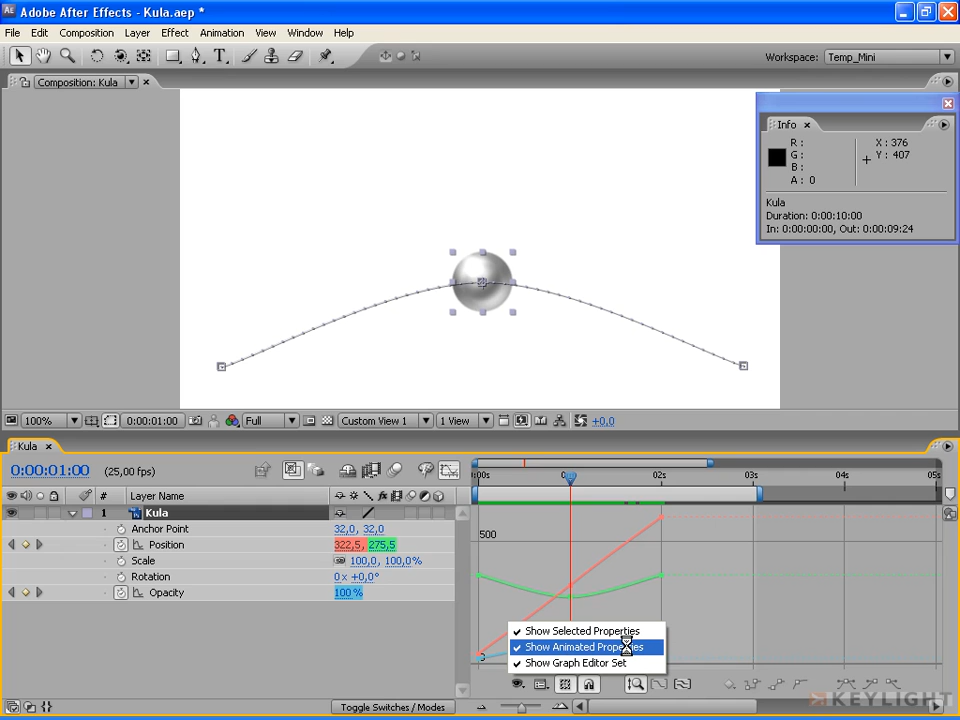 Adobe After Effects - Kula.aep *
File Edit Composition Layer Effect Animation View Window Help
Workspace: Temp_Mini
Composition: Kula
Info
R :
G :
B :
A : 0
X : 376
Y : 407
Kula
Duration: 0:00:10:00
In: 0:00:00:00, Out: 0:00:09:24
100% 0:00:01:00 Full Custom View 1 1 View +0,0
Kula
0:00:01:00 (25,00 fps)
:00s 02s 03s 04s 05s
# Layer Name
1 Kula
Anchor Point 32,0, 32,0
Position 322,5, 275,5
Scale 100,0, 100,0%
Rotation 0 x +0,0°
Opacity 100%
500
0
Show Selected Properties
Show Animated Properties
Show Graph Editor Set
Toggle Switches / Modes
KEYLIGHT